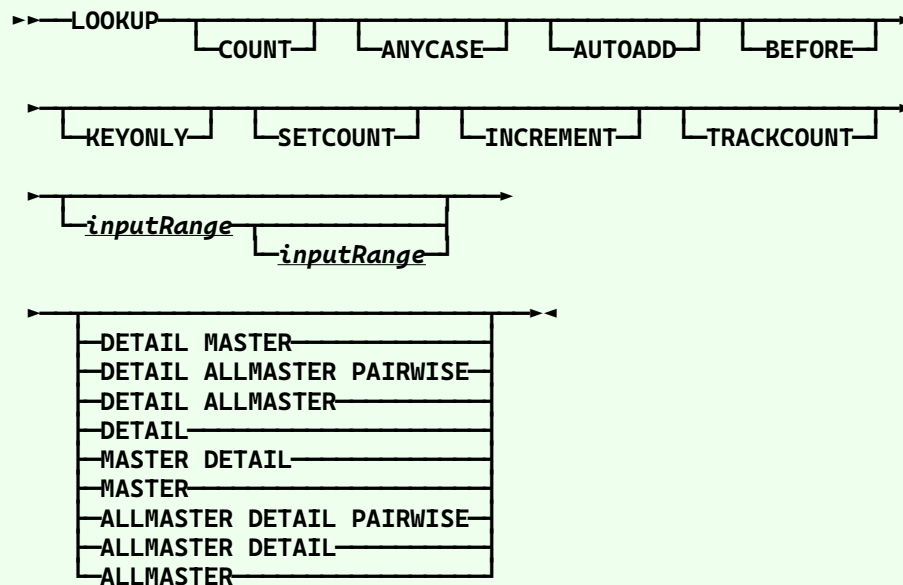 LOOKUP
COUNT ANYCASE AUTOADD BEFORE
KEYONLY SETCOUNT INCREMENT TRACKCOUNT
inputRange
inputRange
DETAIL MASTER
DETAIL ALLMASTER PAIRWISE
DETAIL ALLMASTER
DETAIL
MASTER DETAIL
MASTER
ALLMASTER DETAIL PAIRWISE
ALLMASTER DETAIL
ALLMASTER